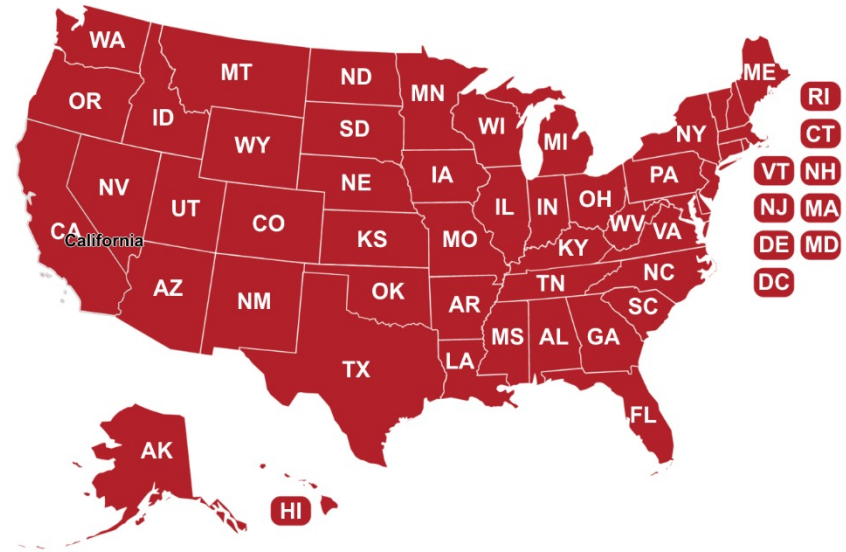 WA
MT
ND
MN
ME
OR
ID
WY
SD
WI
MI
NY
RI
CT
NV
UT
CO
NE
IA
IL
IN
OH
PA
VT NH
CA
California
KS
MO
KY
WV
VA
NJ MA
AZ
NM
OK
AR
TN
NC
DE MD
TX
LA
MS
AL
GA
SC
DC
FL
AK
HI